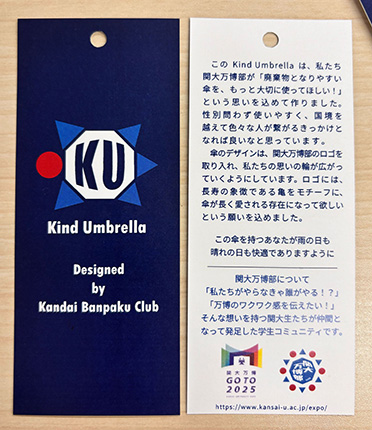 KU
Kind Umbrella
Designed
by
Kandai Banpaku Club
この Kind Umbrella は、私たち
関大万博部が「廃棄物となりやすい
傘を、もっと大切に使ってほしい！」
という思いを込めて作りました。
性別問わず使いやすく、国境を
越えて色々な人が繋がるきっかけと
なれば良いなと思っています。
傘のデザインは、関大万博部のロゴを
取り入れ、私たちの思いの輪が広がっ
ていくようにしています。ロゴには、
長寿の象徴である亀をモチーフに、
傘が長く愛される存在になって欲しい
という願いを込めました。
この傘を持つあなたが雨の日も
晴れの日も快適でありますように
関大万博部について
「私たちがやらなきゃ誰がやる！？」
「万博のワクワク感を伝えたい！」
そんな想いを持つ関大生たちが仲間と
なって発足した学生コミュニティです。
関大万博
GO TO
2025
万博部
https://www.kansai-u.ac.jp/expo/